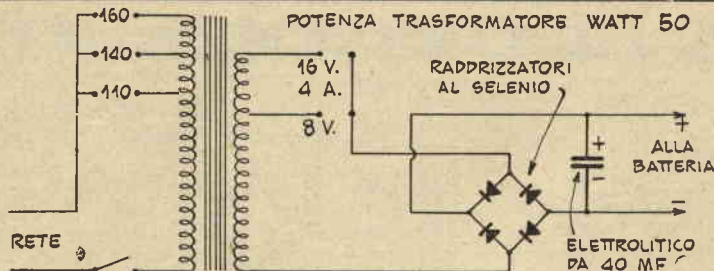 POTENZA TRASFORMATORE WATT 50
160
140
110
16 V.
4 A.
8 V.
RADDRIZZATORI
AL SELENIO
+
+
-
-
ALLA
BATTERIA
RETE
ELETTROLITICO
DA 40 MF